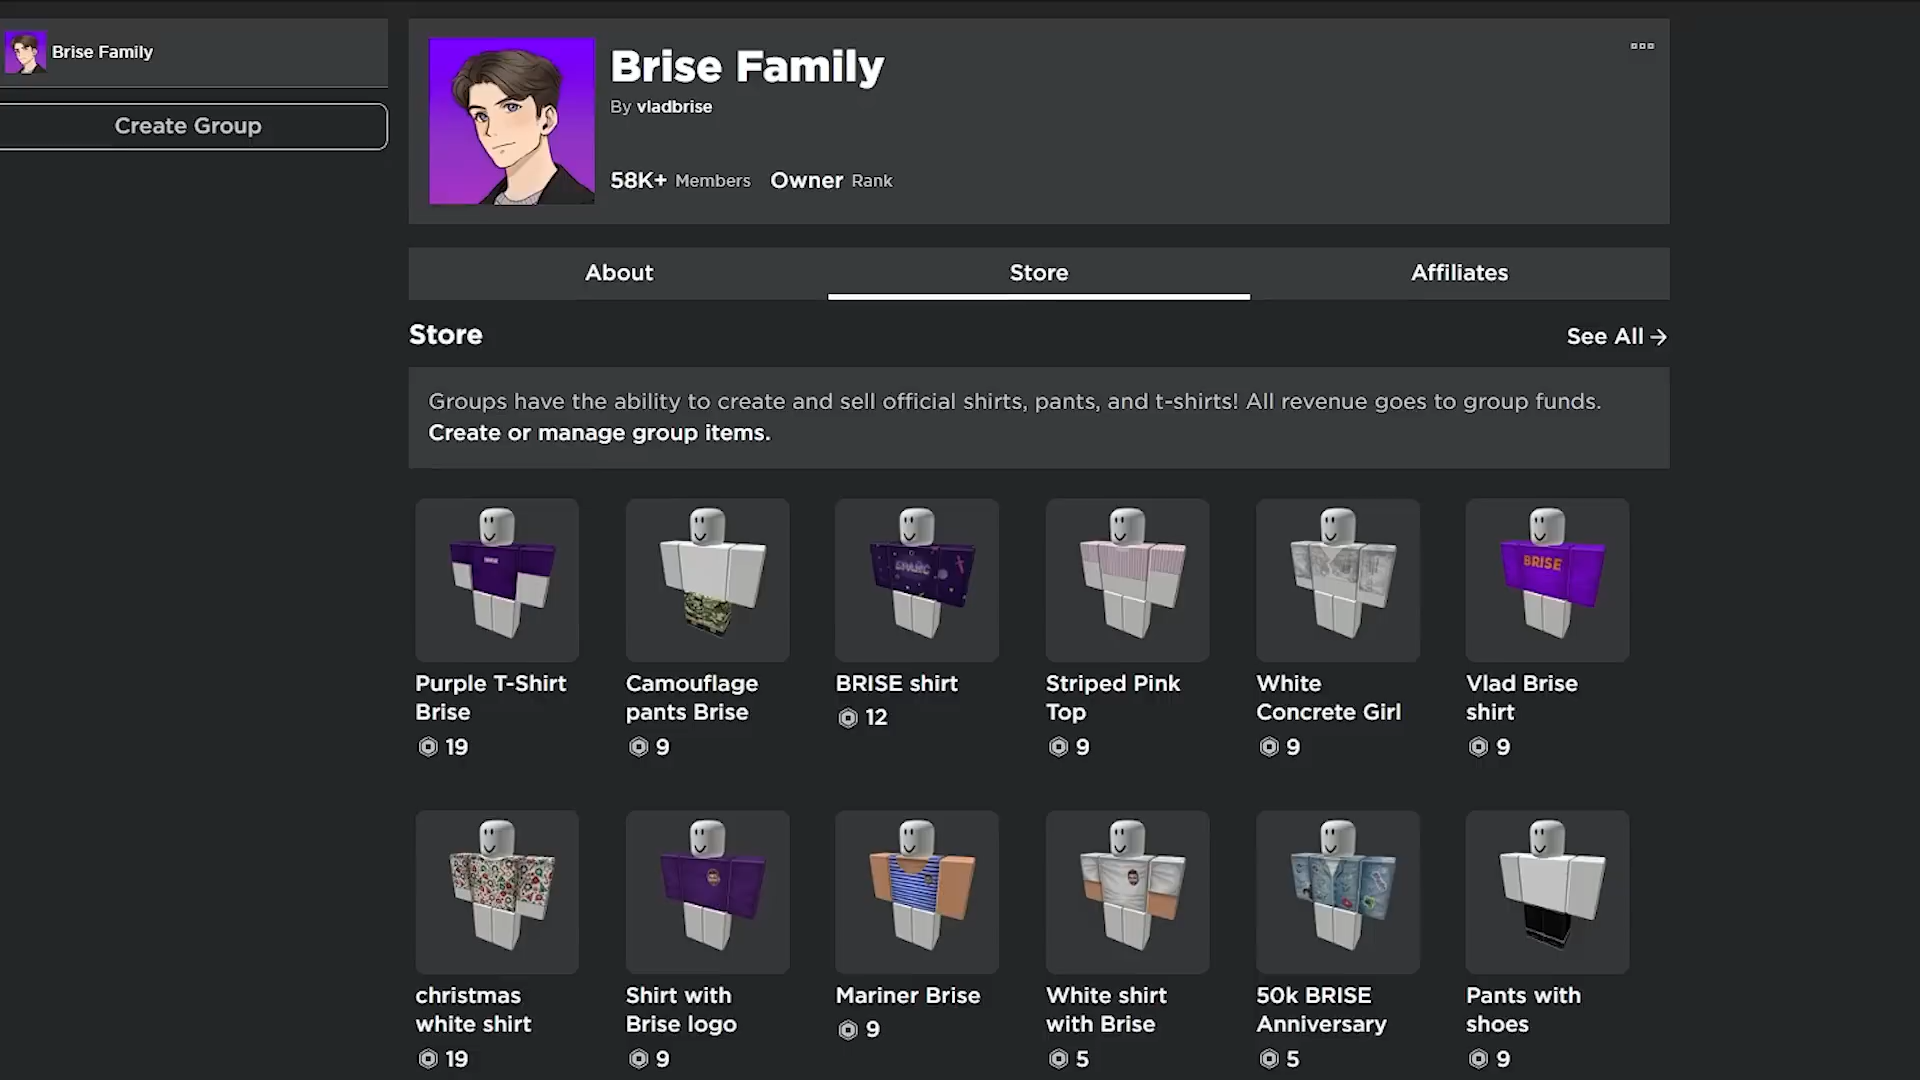 Brise Family
Create Group
Brise Family
By vladbrise
58K+ Members Owner Rank
About Store Affiliates
Store
See All
Groups have the ability to create and sell official shirts, pants, and t-shirts! All revenue goes to group funds.
Create or manage group items.
BRISE
Purple T-Shirt
Brise
19
Camouflage
pants Brise
9
BRISE shirt
12
Striped Pink
Top
9
White
Concrete Girl
9
Vlad Brise
shirt
9
christmas
white shirt
19
Shirt with
Brise logo
9
Mariner Brise
9
White shirt
with Brise
5
50k BRISE
Anniversary
5
Pants with
shoes
9